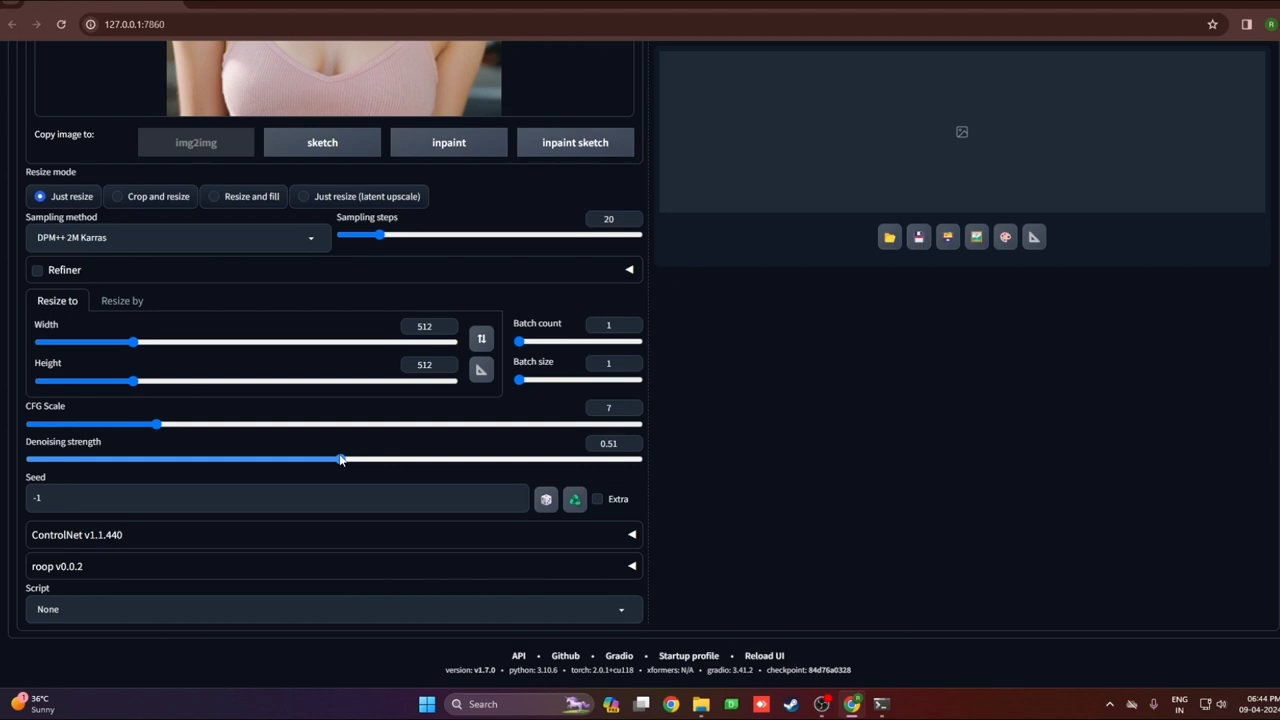 127.0.0.1:7860
R
Copy image to:
img2img
sketch
inpaint
inpaint sketch
Resize mode
Just resize
Crop and resize
Resize and fill
Just resize (latent upscale)
Sampling method
Sampling steps
20
DPM++ 2M Karras
Refiner
Resize to
Resize by
Width
512
Batch count
1
Height
512
Batch size
1
CFG Scale
7
Denoising strength
0.51
Seed
-1
Extra
ControlNet v1.1.440
roop v0.0.2
Script
None
API • Github • Gradio • Startup profile • Reload UI
version: v1.7.0 • python: 3.10.6 • torch: 2.0.1+cu118 • xformers: N/A • gradio: 3.41.2 • checkpoint: 84d76a0328
1
36°C
Sunny
Search
ENG
IN
06:44 PM
09-04-2024